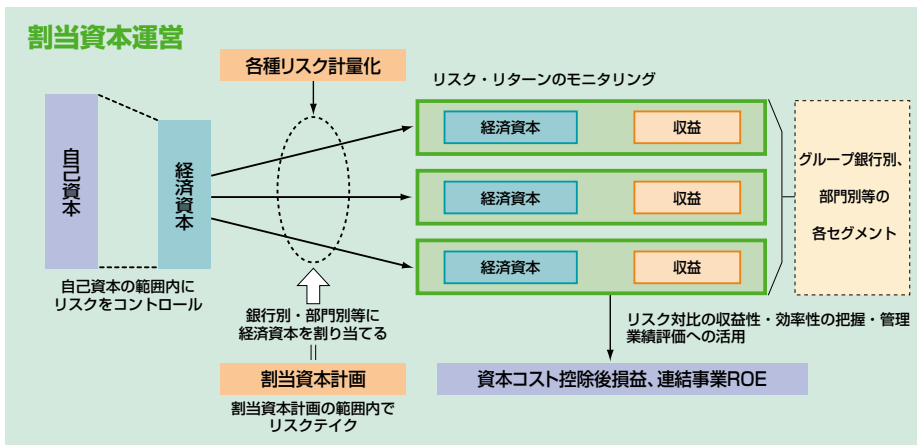 割当資本運営
各種リスク計量化
リスク・リターンのモニタリング
自己資本
経済資本
経済資本
収益
経済資本
収益
経済資本
収益
グループ銀行別、
部門別等の
各セグメント
自己資本の範囲内に
リスクをコントロール
銀行別・部門別等に
経済資本を割り当てる
割当資本計画
割当資本計画の範囲内で
リスクテイク
リスク対比の収益性・効率性の把握・管理
業績評価への活用
資本コスト控除後損益、連結事業ROE